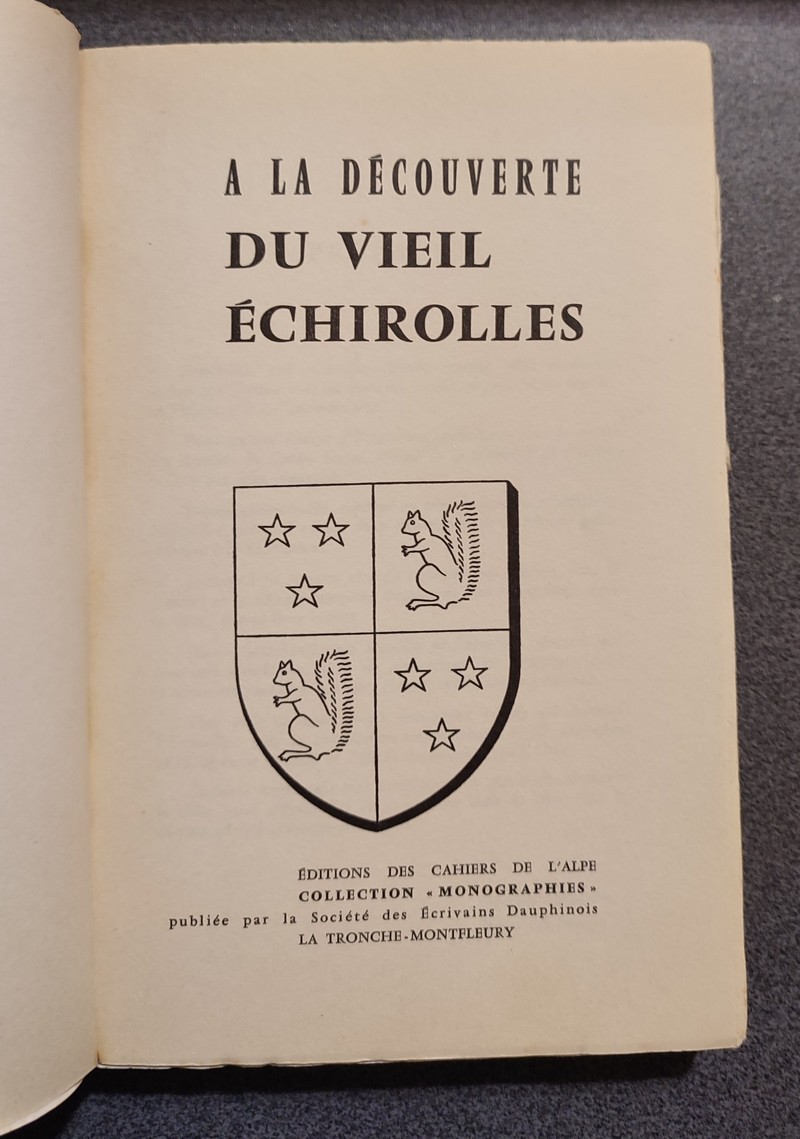 A LA DÉCOUVERTE
DU VIEIL
ÉCHIROLLES
ÉDITIONS DES CAHIERS DE L'ALPE
COLLECTION « MONOGRAPHIES »
publiée par la Société des Écrivains Dauphinois
LA TRONCHE-MONTFLEURY